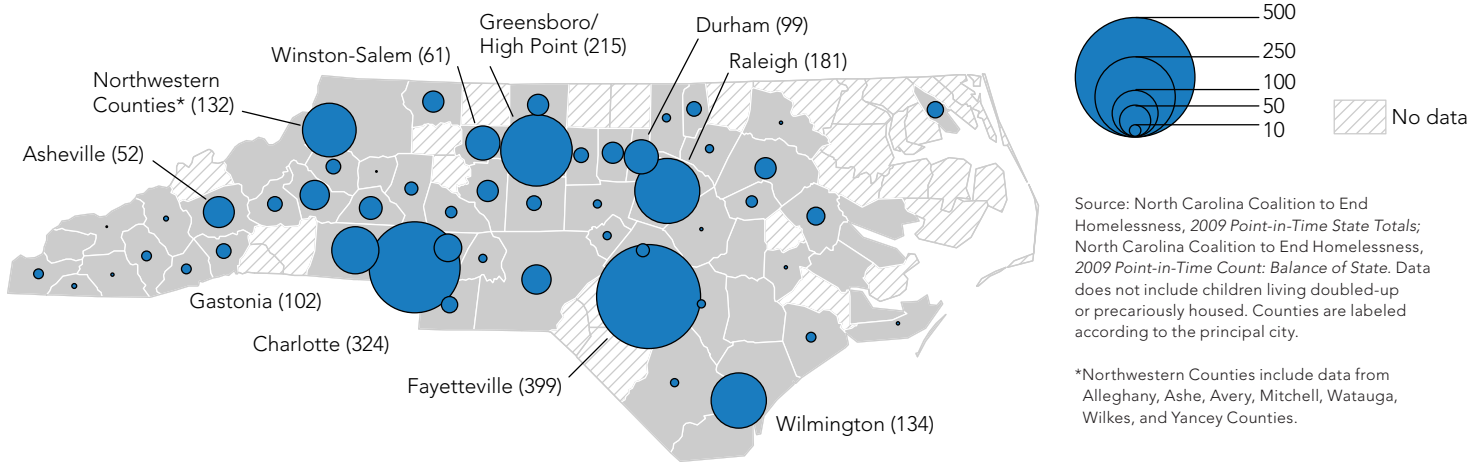 Northwestern
Counties* (132)
Asheville (52)
Winston-Salem (61)
Greensboro/
High Point (215)
Durham (99)
Raleigh (181)
Gastonia (102)
Charlotte (324)
Fayetteville (399)
Wilmington (134)
500
250
100
50
10
No data
Source: North Carolina Coalition to End
Homelessness, 2009 Point-in-Time State Totals;
North Carolina Coalition to End Homelessness,
2009 Point-in-Time Count: Balance of State. Data
does not include children living doubled-up
or precariously housed. Counties are labeled
according to the principal city.
*Northwestern Counties include data from
Alleghany, Ashe, Avery, Mitchell, Watauga,
Wilkes, and Yancey Counties.